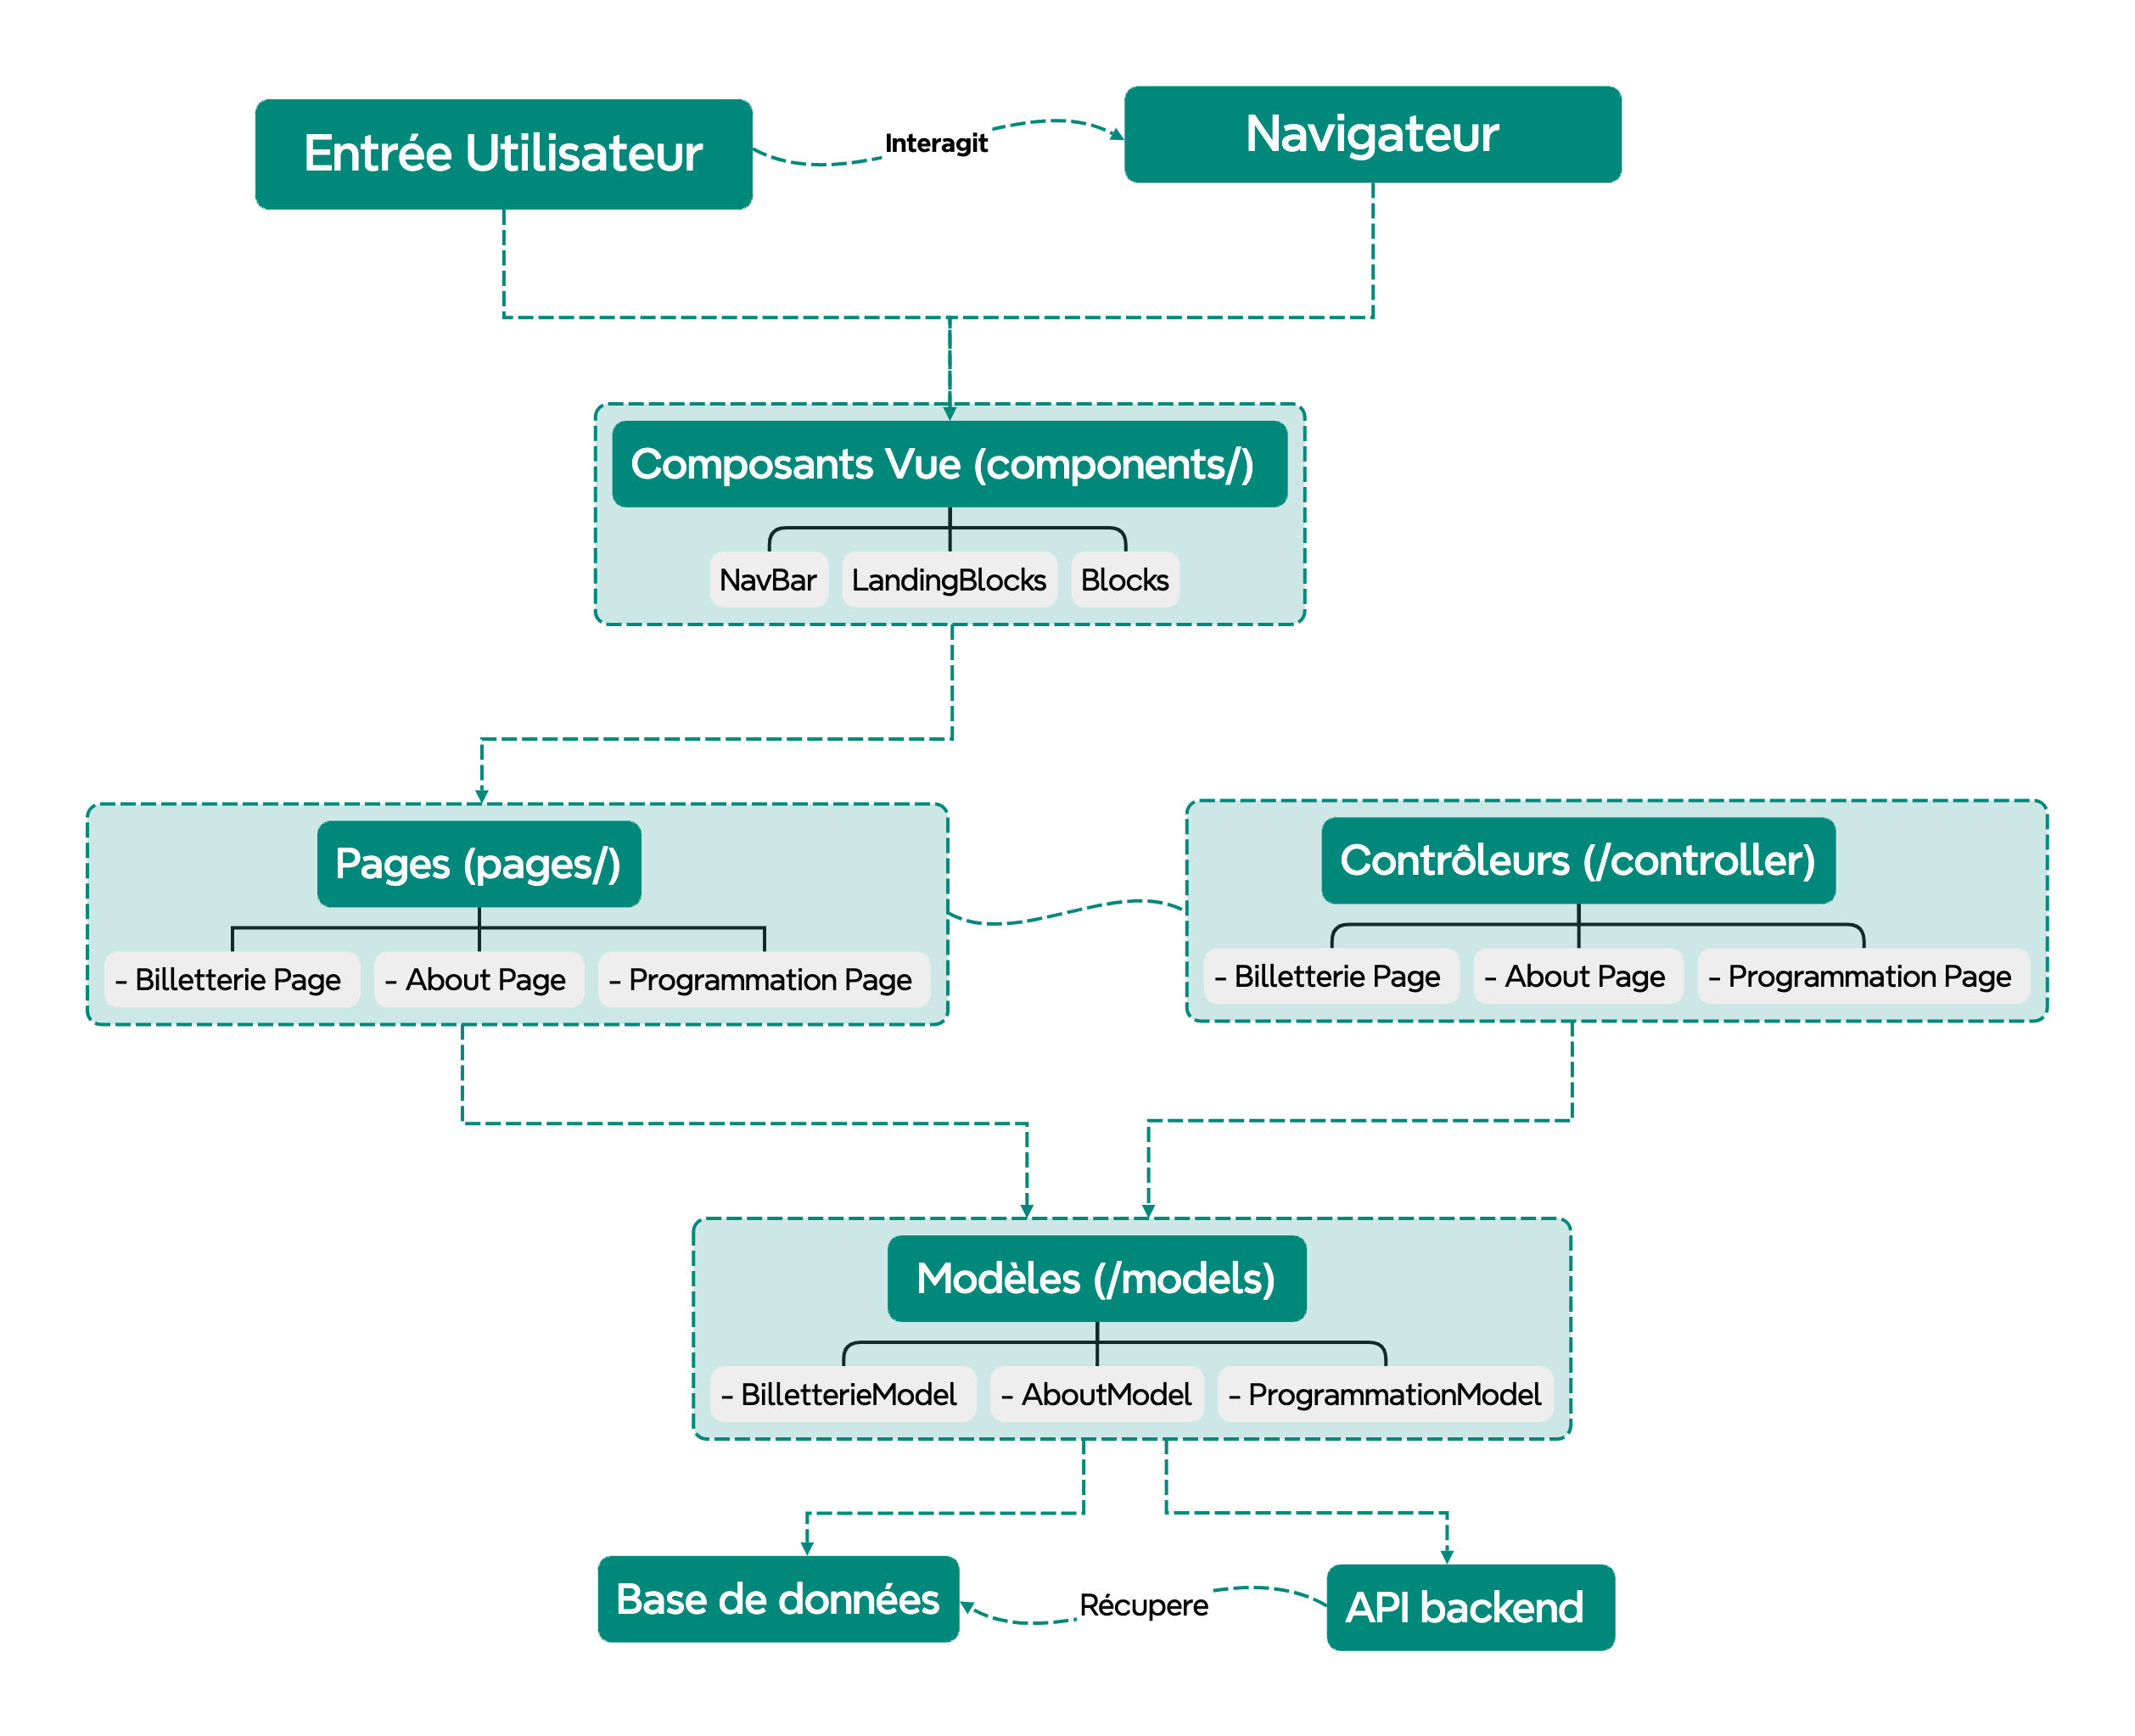 Entrée Utilisateur
Interagit
Navigateur
Composants Vue (components/)
NavBar
LandingBlocks
Blocks
Pages (pages/)
- Billetterie Page
- About Page
- Programmation Page
Contrôleurs (/controller)
- Billetterie Page
- About Page
- Programmation Page
Modèles (/models)
- BilletterieModel
- AboutModel
- ProgrammationModel
Base de données
Récupere
API backend